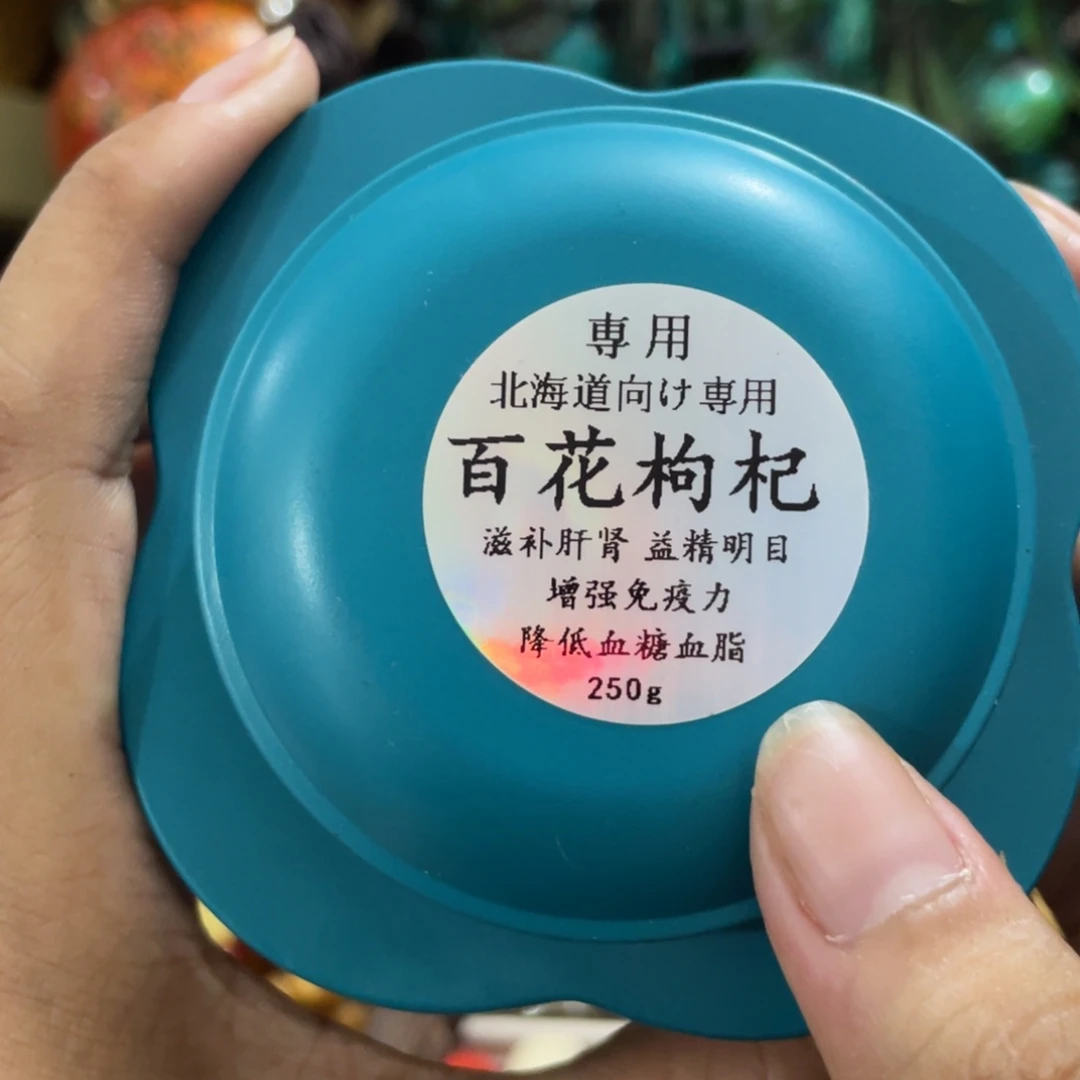 専用
北海道向け専用
百花枸杞
滋补肝肾 益精明目
增强免疫力
降低血糖血脂
250g